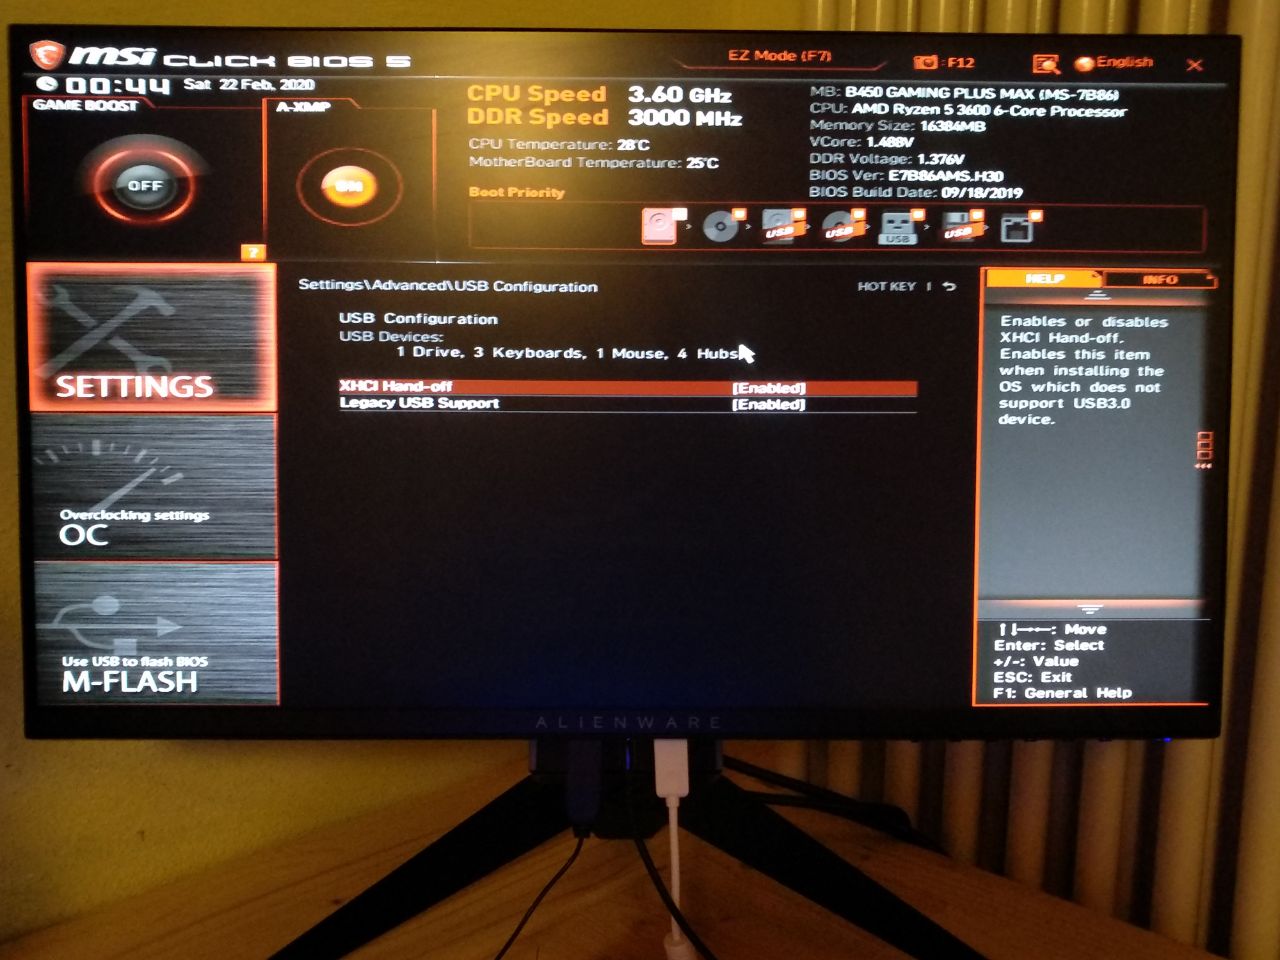 msi CLICK BIOS 5
EZ Mode (F7)
: F12
English
00:44 Sat 22 Feb, 2020
GAME BOOST
OFF
A-XMP
ON
CPU Speed 3.60 GHz
DDR Speed 3000 MHz
CPU Temperature: 28°C
MotherBoard Temperature: 25°C
MB: B450 GAMING PLUS MAX (MS-7B86)
CPU: AMD Ryzen 5 3600 6-Core Processor
Memory Size: 16384MB
VCore: 1.488V
DDR Voltage: 1.376V
BIOS Ver: E7B86AMS.H30
BIOS Build Date: 09/18/2019
Boot Priority
USB
USB
USB
USB
?
SETTINGS
Overclocking settings
OC
Use USB to flash BIOS
M-FLASH
Settings\Advanced\USB Configuration
HOT KEY
USB Configuration
USB Devices:
1 Drive, 3 Keyboards, 1 Mouse, 4 Hubs
XHCI Hand-off [Enabled]
Legacy USB Support [Enabled]
HELP
INFO
Enables or disables
XHCI Hand-off.
Enables this item
when installing the
OS which does not
support USB3.0
device.
↑↓→←: Move
Enter: Select
+/-: Value
ESC: Exit
F1: General Help
ALIENWARE